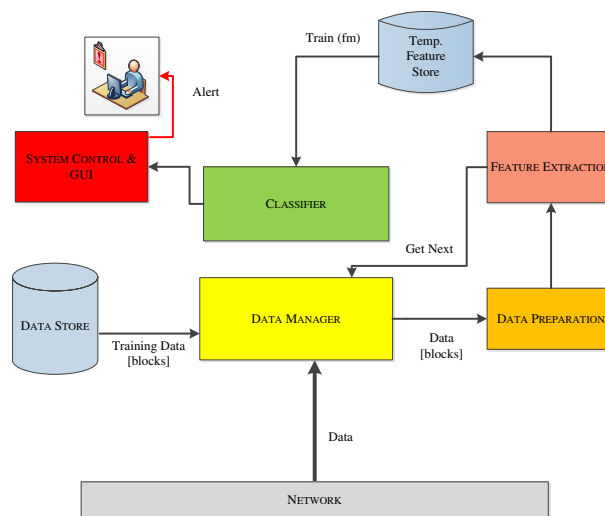 Train (fm)
Temp.
Feature
Store
Alert
SYSTEM CONTROL &
GUI
FEATURE EXTRACTION
CLASSIFIER
Get Next
DATA STORE
DATA MANAGER
DATA PREPARATION
Training Data
[blocks]
Data
[blocks]
Data
NETWORK